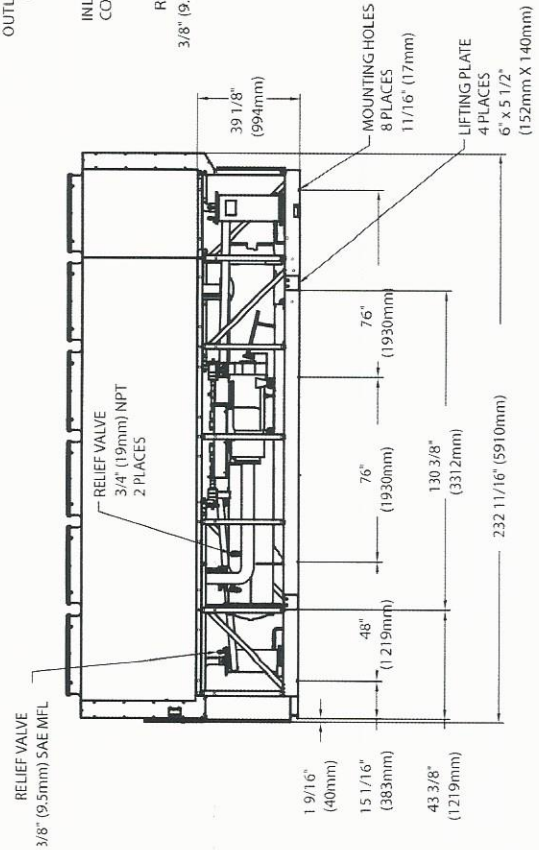 OUTL
INL
CO
R
3/8" (9.
RELIEF VALVE
3/8" (9.5mm) SAE MFL
RELIEF VALVE
3/4" (19mm) NPT
2 PLACES
39 1/8"
(994mm)
MOUNTING HOLES
8 PLACES
11/16" (17mm)
LIFTING PLATE
4 PLACES
6" x 5 1/2"
(152mm X 140mm)
1 9/16"
(40mm)
15 1/16"
(383mm)
43 3/8"
(1219mm)
48"
(1219mm)
76"
(1930mm)
76"
(1930mm)
130 3/8"
(3312mm)
232 11/16" (5910mm)